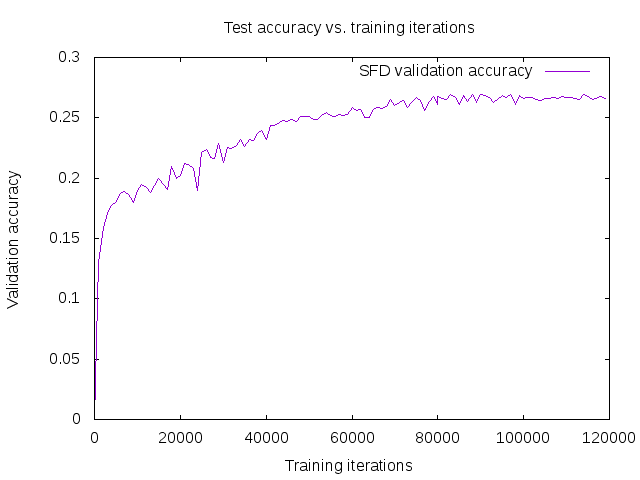 Test accuracy vs. training iterations
SFD validation accuracy
Validation accuracy
0.3
0.25
0.2
0.15
0.1
0.05
0
0 20000 40000 60000 80000 100000 120000
Training iterations